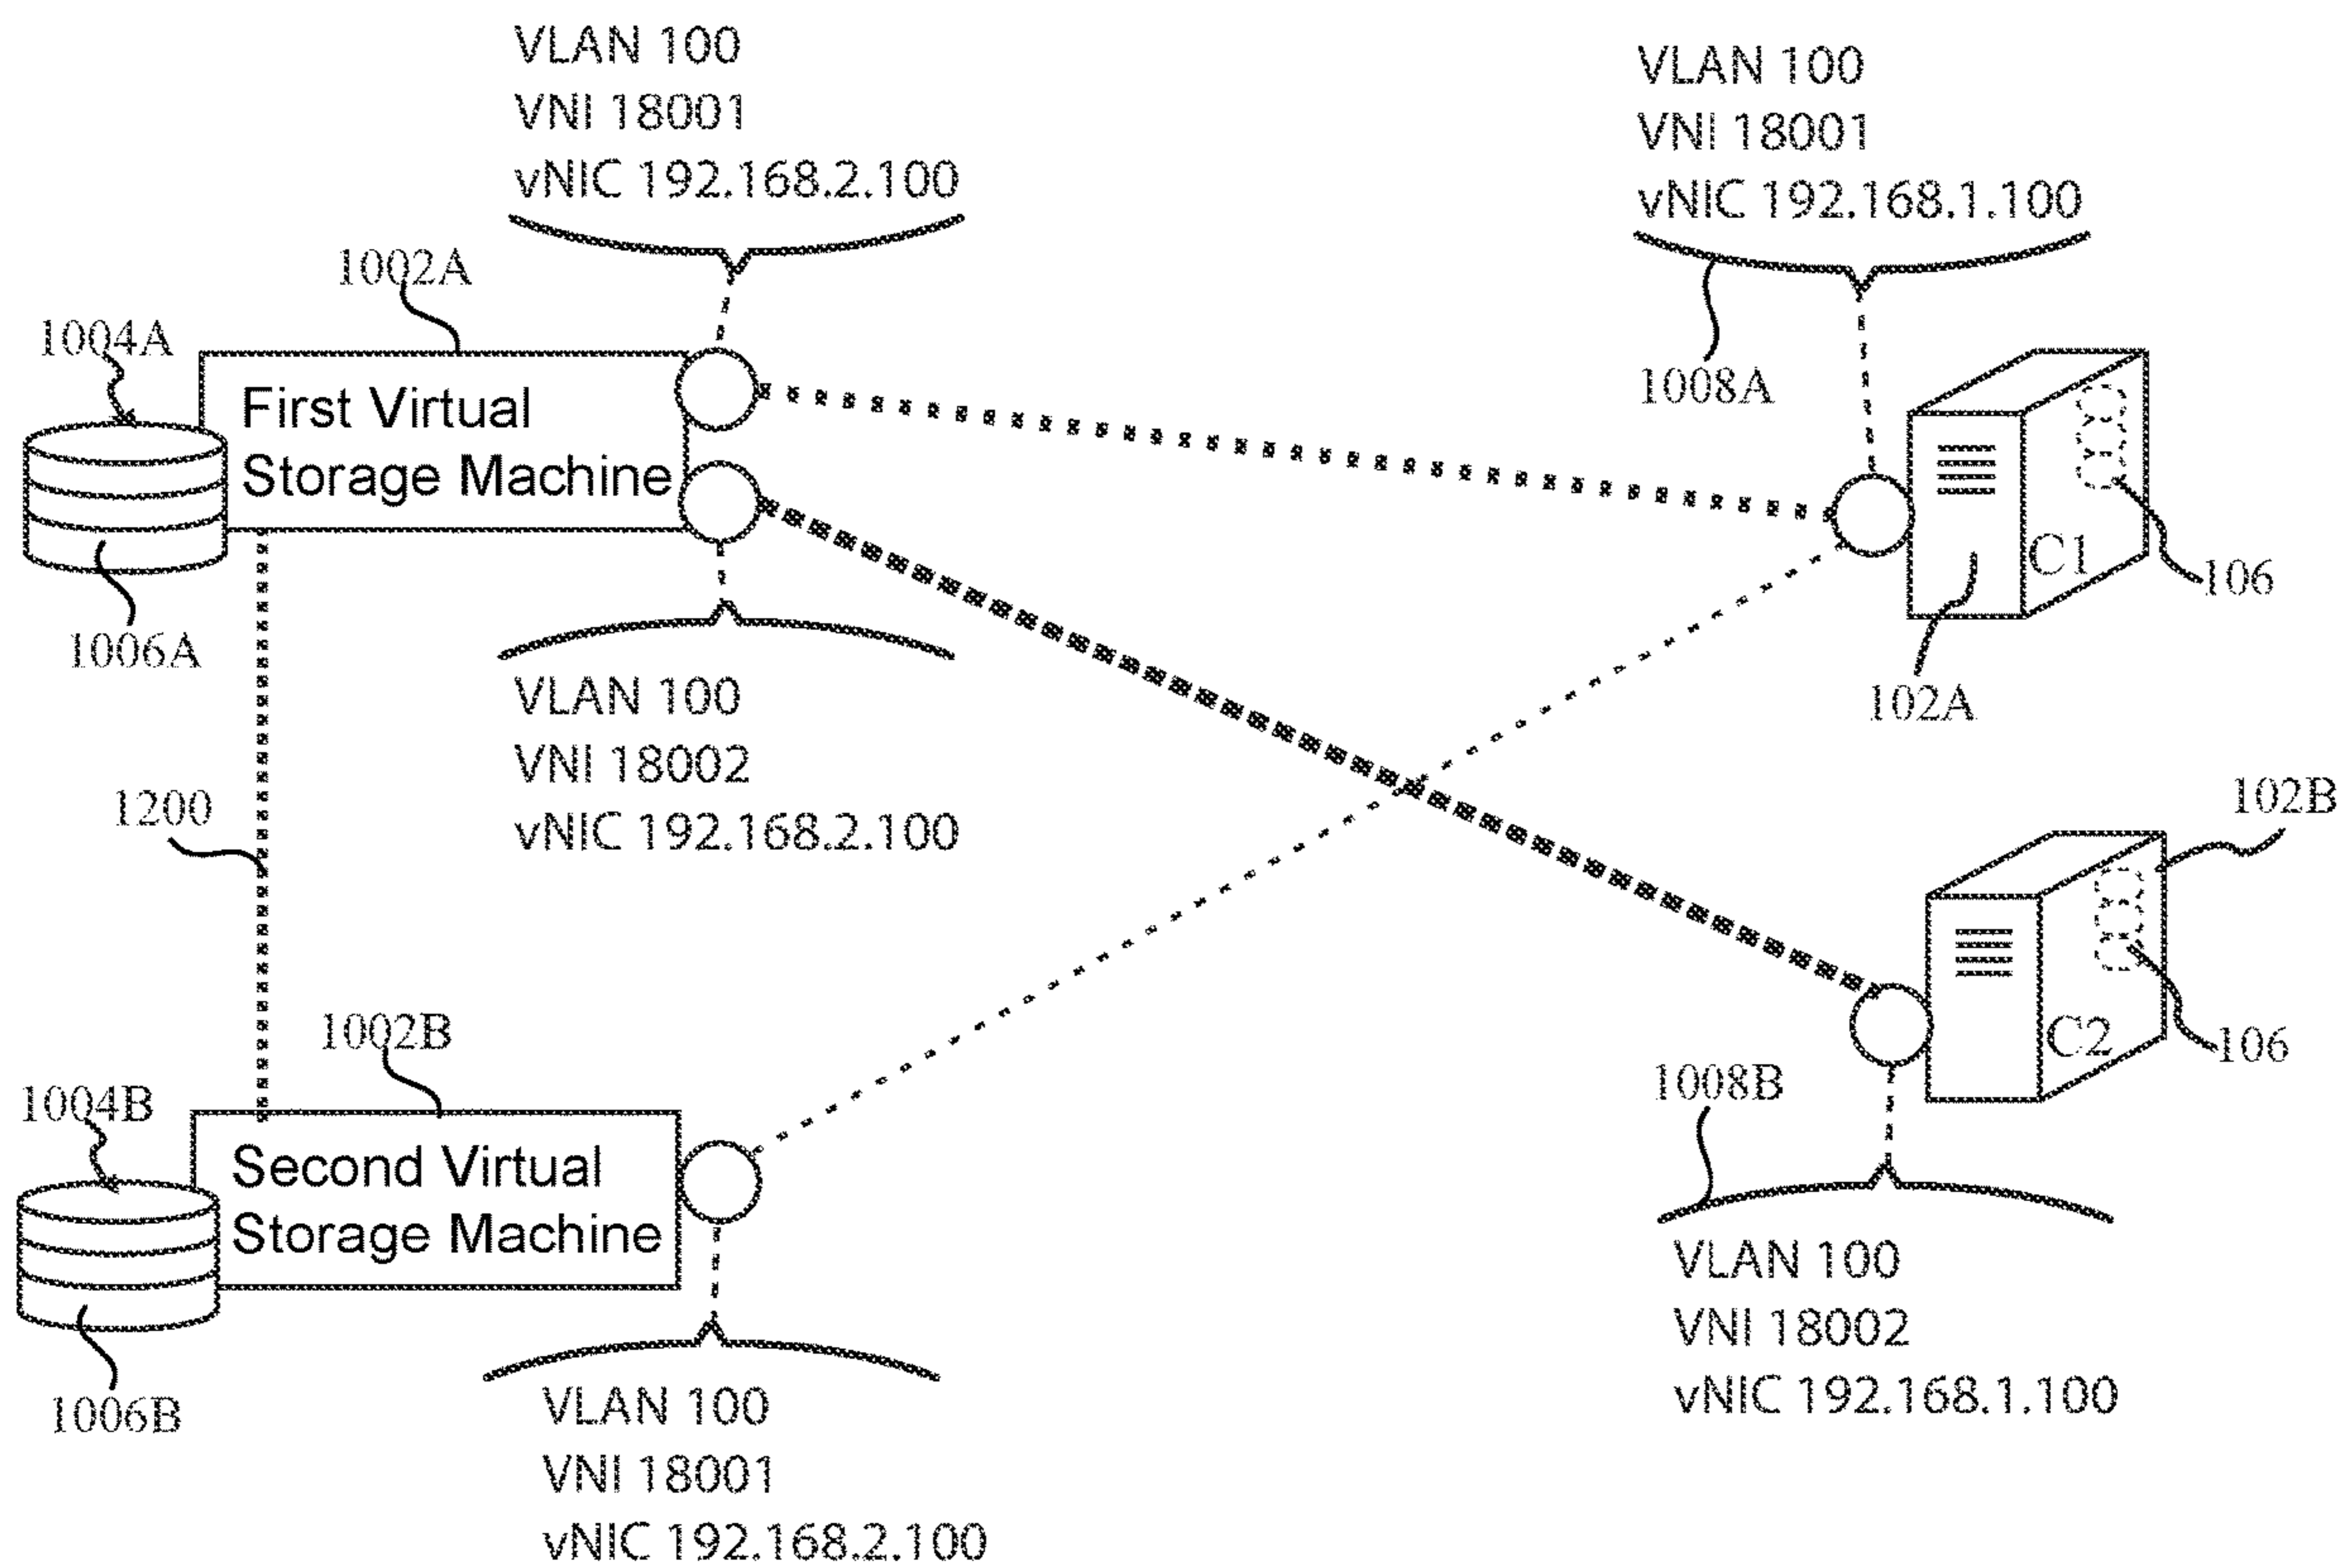 VLAN 100
VNI 18001
vNIC 192.168.2.100
VLAN 100
VNI 18001
vNIC 192.168.1.100
1002A
1004A
First Virtual
Storage Machine
1008A
C1
106
1006A
102A
VLAN 100
VNI 18002
vNIC 192.168.2.100
1200
102B
1002B
C2
106
1004B
1008B
Second Virtual
Storage Machine
VLAN 100
VNI 18002
vNIC 192.168.1.100
1006B
VLAN 100
VNI 18001
vNIC 192.168.2.100